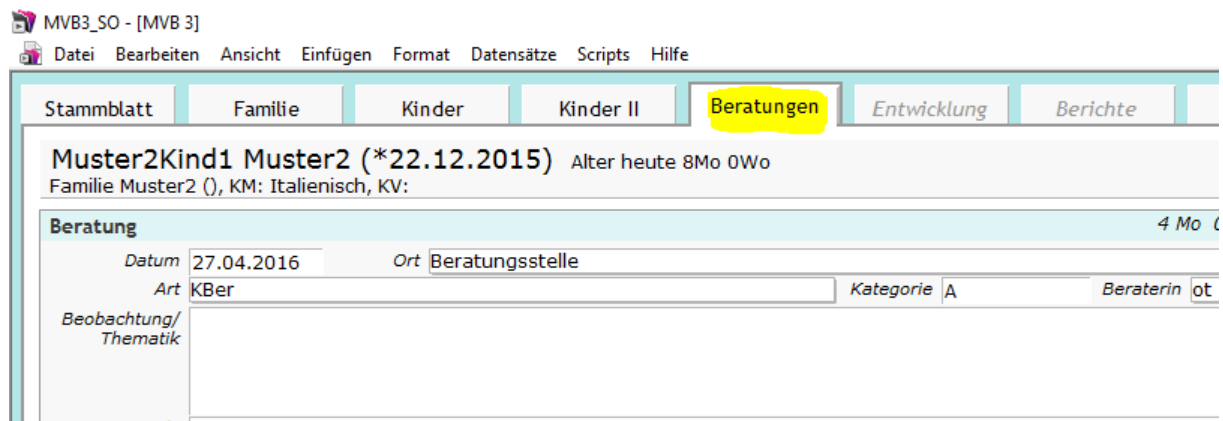 MVB3_SO - [MVB 3]
Datei Bearbeiten Ansicht Einfügen Format Datensätze Scripts Hilfe
Stammblatt Familie Kinder Kinder II Beratungen Entwicklung Berichte
Muster2Kind1 Muster2 (*22.12.2015) Alter heute 8Mo 0Wo
Familie Muster2 (), KM: Italienisch, KV:
Beratung 4 Mo
Datum 27.04.2016 Ort Beratungsstelle
Art KBer Kategorie A Beraterin ot
Beobachtung/
Thematik